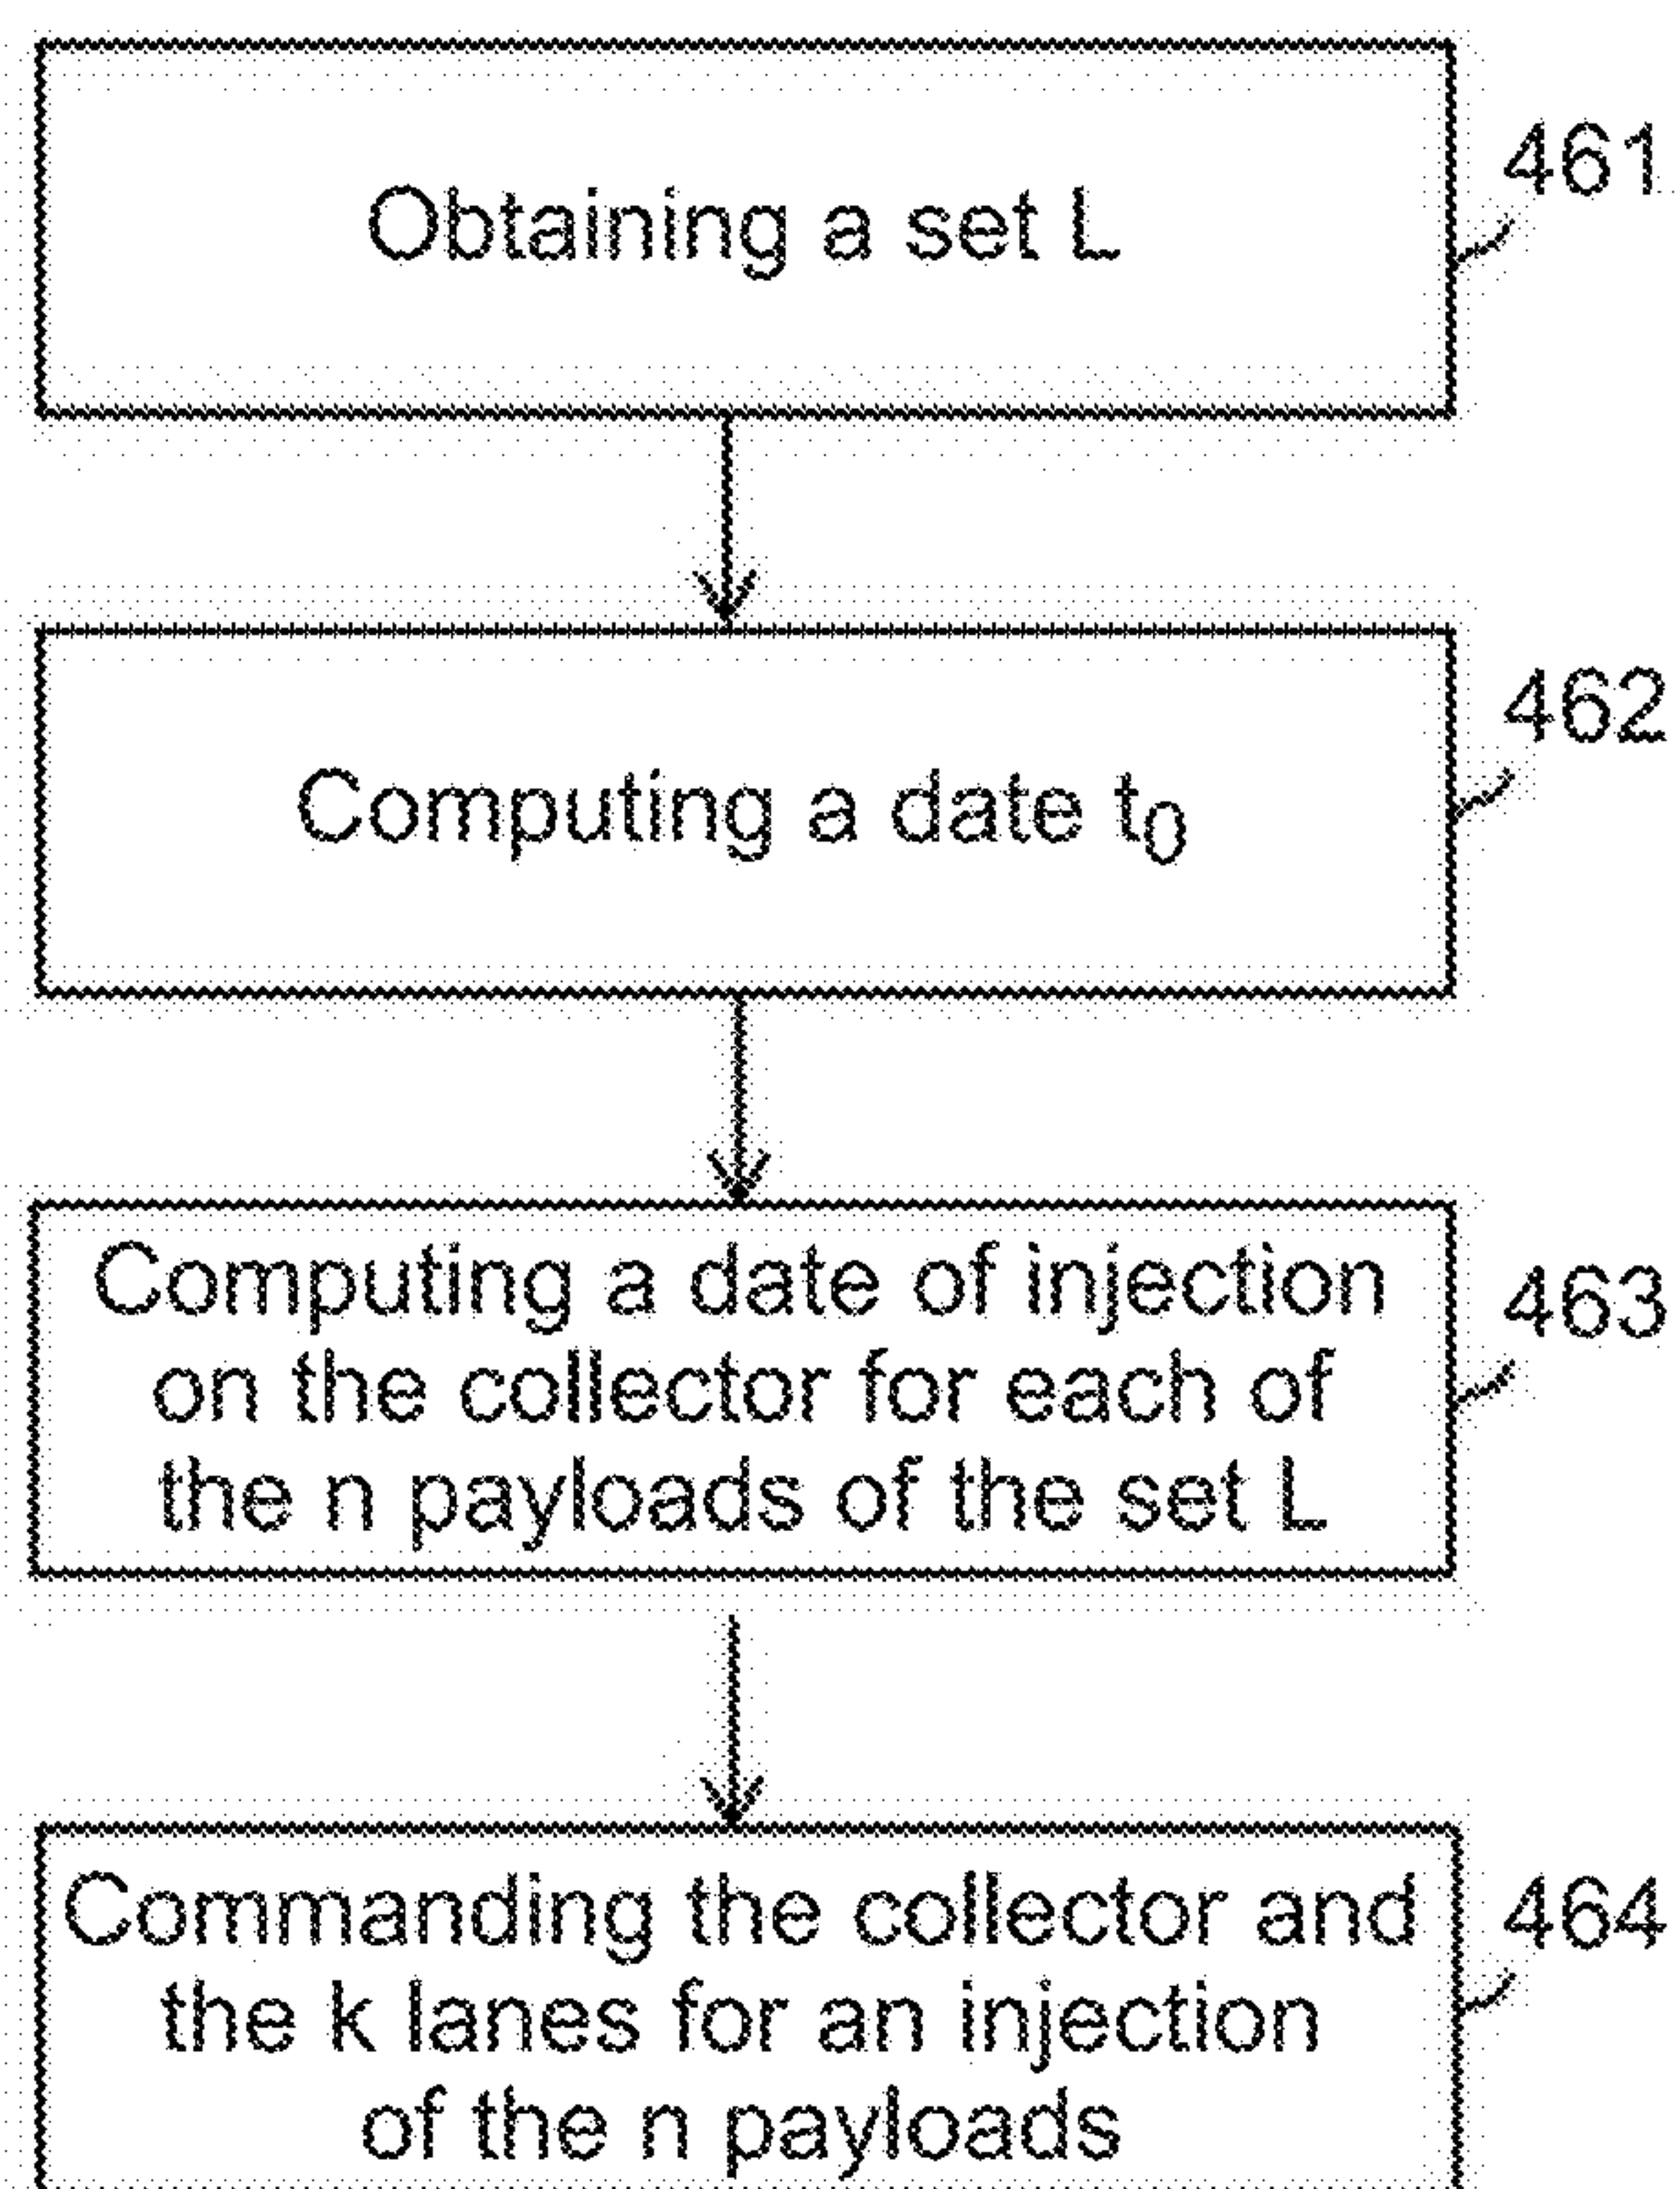 Obtaining a set L
461
Computing a date t0
462
Computing a date of injection
on the collector for each of
the n payloads of the set L
463
Commanding the collector and
the k lanes for an injection
of the n payloads
464